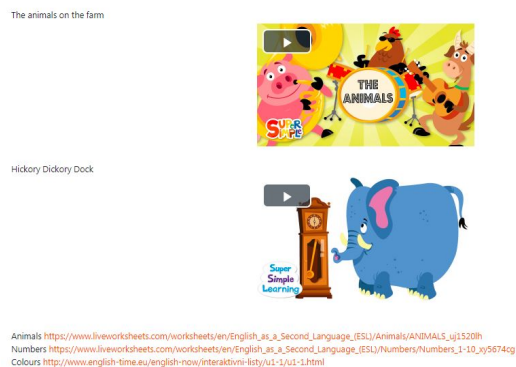 The animals on the farm
THE
ANIMALS
SUPER
SIMPLE
Hickory Dickory Dock
Super
Simple
Learning
Animals https://www.liveworksheets.com/worksheets/en/English_as_a_Second_Language_(ESL)/Animals/ANIMALS_uj1520lh
Numbers https://www.liveworksheets.com/worksheets/en/English_as_a_Second_Language_(ESL)/Numbers/Numbers_1-10_xy5674cg
Colours http://www.english-time.eu/english-now/interaktivni-listy/u1-1/u1-1.html